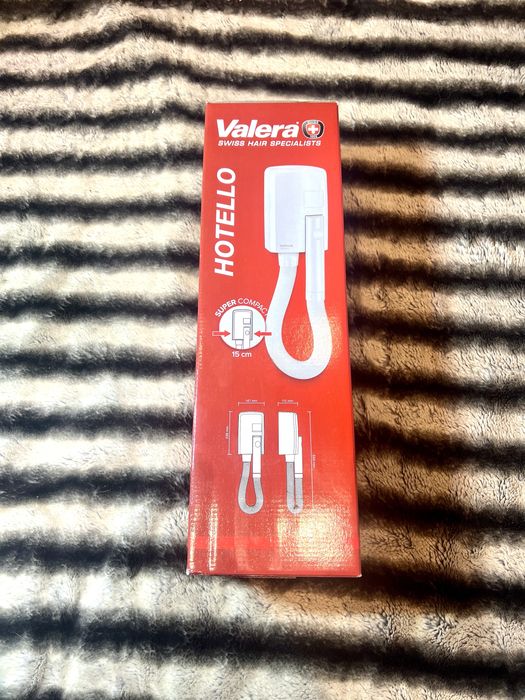 Valera
SWISS HAIR SPECIALISTS
HOTELLO
SUPER COMPACT
15 cm